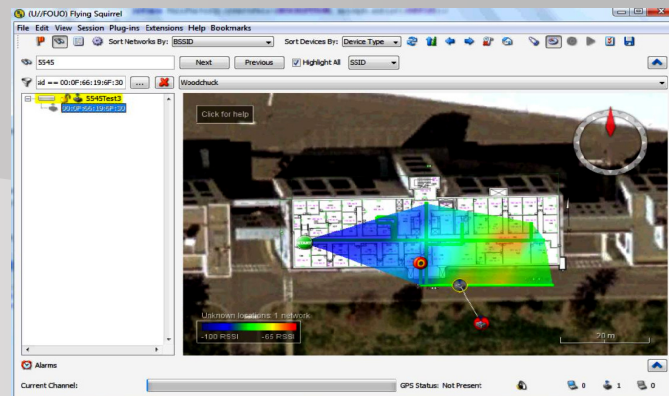 (U//FOUO) Flying Squirrel
File Edit View Session Plug-ins Extensions Help Bookmarks
Sort Networks By: BSSID Sort Devices By: Device Type
5545 Next Previous Highlight All SSID
aid == 00:0F:66:19:6F:30 ... Woodchuck
5545Test3
00:0F:66:19:6F:30
Click for help
Unknown locations: 1 network
-100 RSSI -65 RSSI
20 m
Alarms
Current Channel: GPS Status: Not Present 0 1 0